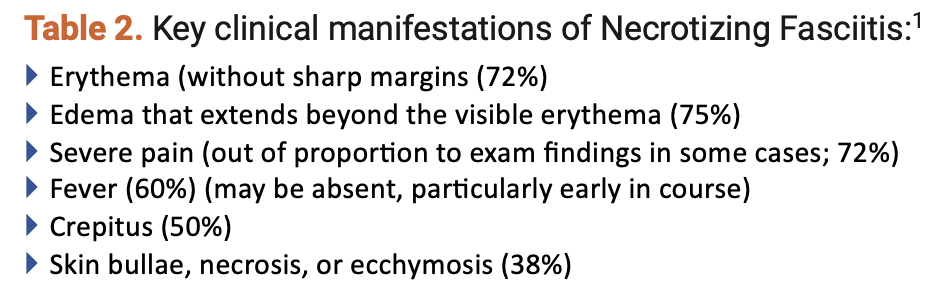 Table 2. Key clinical manifestations of Necrotizing Fasciitis:¹
Erythema (without sharp margins (72%)
Edema that extends beyond the visible erythema (75%)
Severe pain (out of proportion to exam findings in some cases; 72%)
Fever (60%) (may be absent, particularly early in course)
Crepitus (50%)
Skin bullae, necrosis, or ecchymosis (38%)